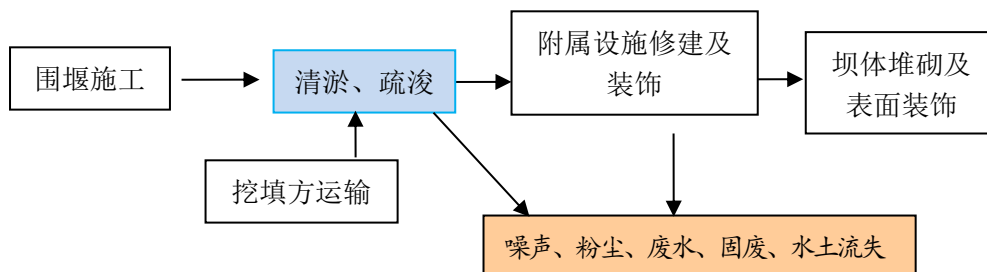 围堰施工
清淤、疏浚
附属设施修建及
装饰
坝体堆砌及
表面装饰
挖填方运输
噪声、粉尘、废水、固废、水土流失